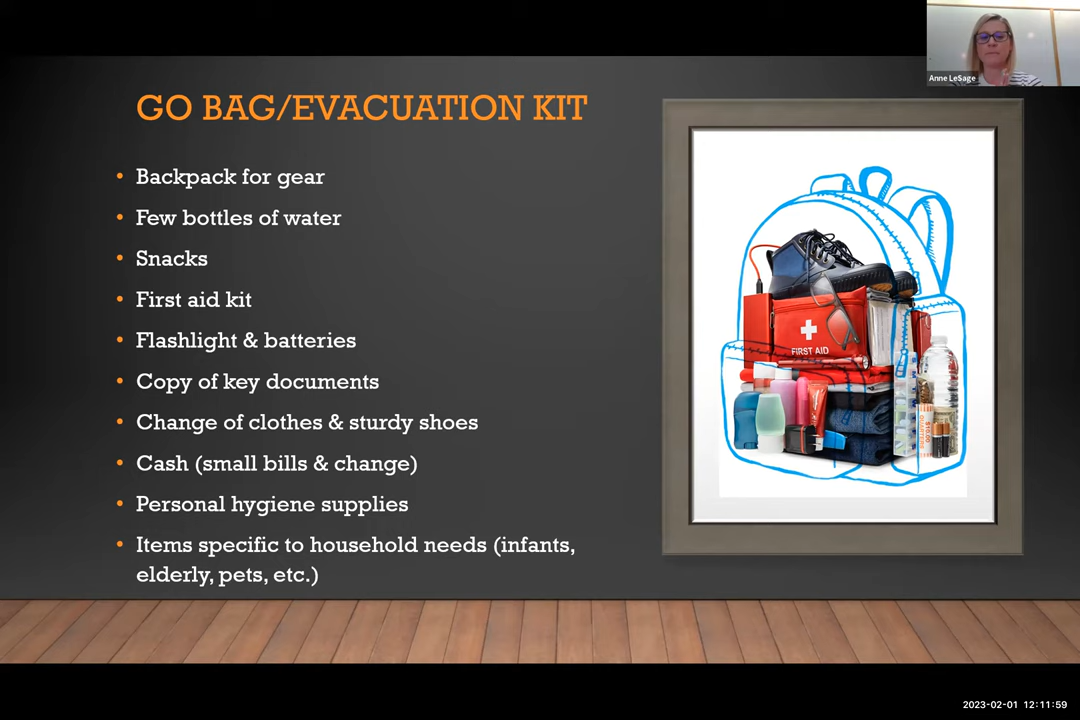 Anne LeSage
GO BAG/EVACUATION KIT
• Backpack for gear
• Few bottles of water
• Snacks
• First aid kit
• Flashlight & batteries
• Copy of key documents
• Change of clothes & sturdy shoes
• Cash (small bills & change)
• Personal hygiene supplies
• Items specific to household needs (infants,
elderly, pets, etc.)
FIRST AID
2023-02-01 12:11:59